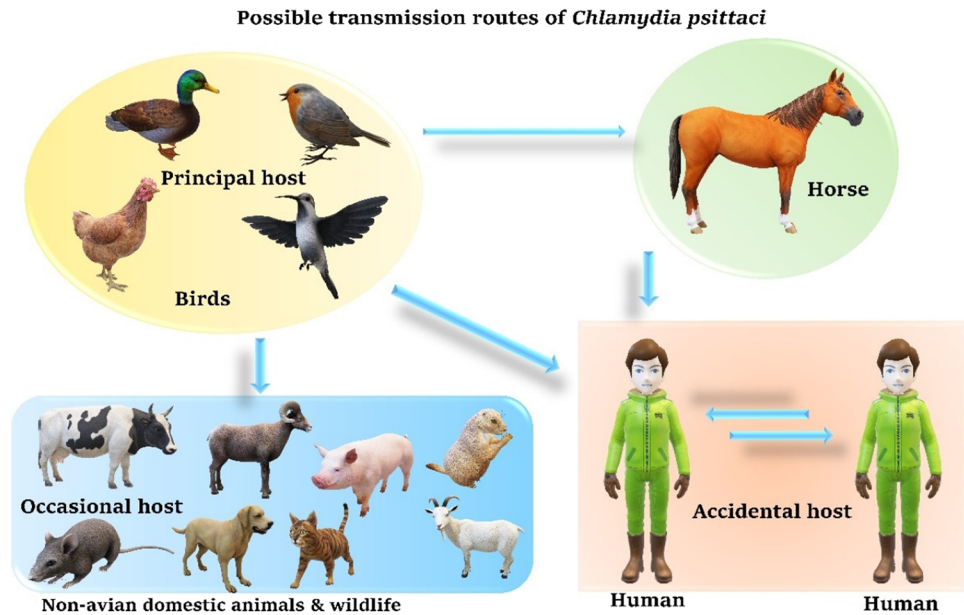 Possible transmission routes of Chlamydia psittaci
Principal host
Birds
Horse
Occasional host
Non-avian domestic animals & wildlife
Accidental host
Human
Human